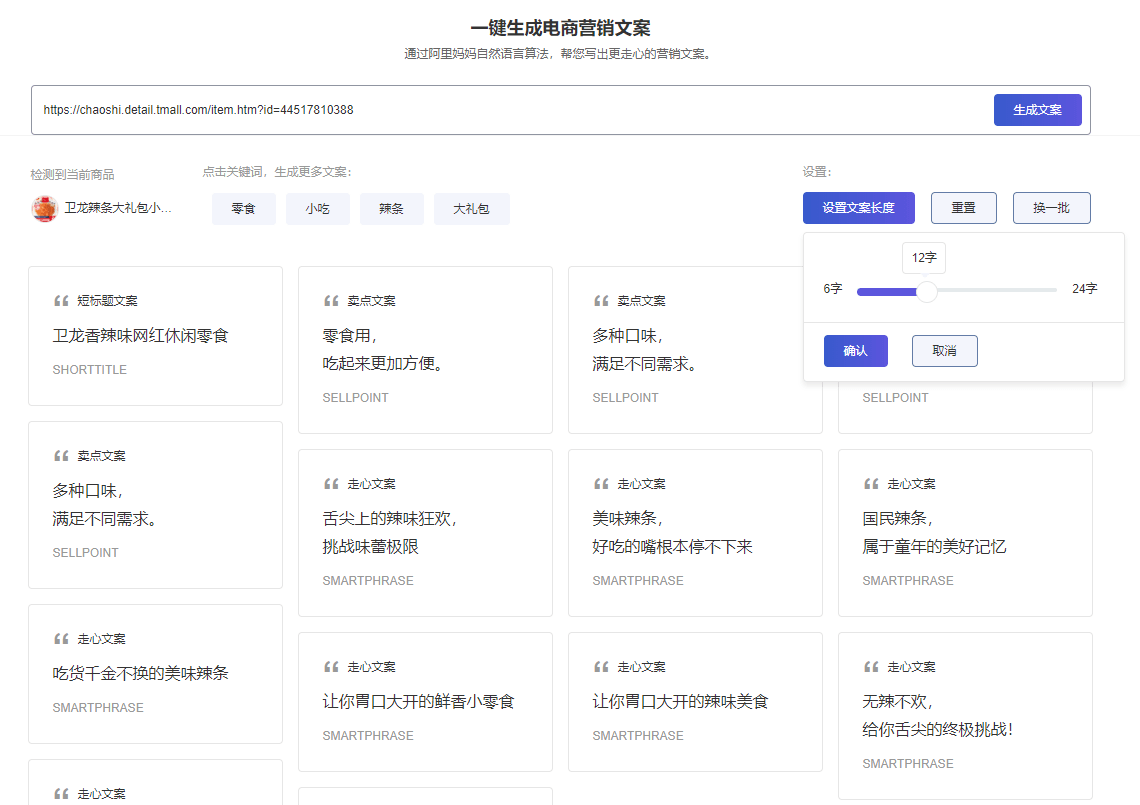 一键生成电商营销文案
通过阿里妈妈自然语言算法，帮您写出更走心的营销文案。
https://chaoshi.detail.tmall.com/item.htm?id=44517810388
生成文案
检测到当前商品
卫龙辣条大礼包小...
点击关键词，生成更多文案：
零食
小吃
辣条
大礼包
设置：
设置文案长度
重置
换一批
12字
6字
24字
确认
取消
短标题文案
卫龙香辣味网红休闲零食
SHORTTITLE
卖点文案
零食用，
吃起来更加方便。
SELLPOINT
卖点文案
多种口味，
满足不同需求。
SELLPOINT
SELLPOINT
卖点文案
多种口味，
满足不同需求。
SELLPOINT
走心文案
舌尖上的辣味狂欢，
挑战味蕾极限
SMARTPHRASE
走心文案
美味辣条，
好吃的嘴根本停不下来
SMARTPHRASE
走心文案
国民辣条，
属于童年的美好记忆
SMARTPHRASE
走心文案
吃货千金不换的美味辣条
SMARTPHRASE
走心文案
让你胃口大开的鲜香小零食
SMARTPHRASE
走心文案
让你胃口大开的辣味美食
SMARTPHRASE
走心文案
无辣不欢，
给你舌尖的终极挑战！
SMARTPHRASE
走心文案